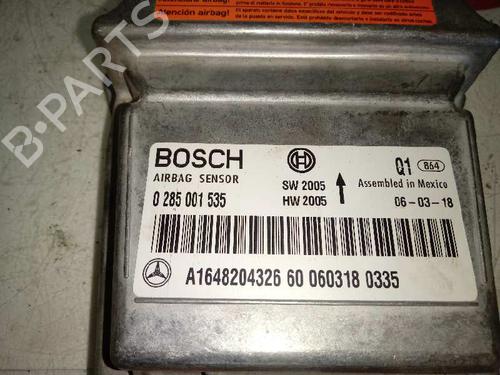 ¡Atención airbag!
BOSCH
AIRBAG SENSOR
0 285 001 535
SW 2005
HW 2005
Q1 864
Assembled in Mexico
06-03-18
A1648204326 60 060318 0335
B-PARTS